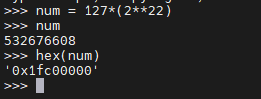 >>> num = 127*(2**22)
>>> num
532676608
>>> hex(num)
'0x1fc00000'
>>>